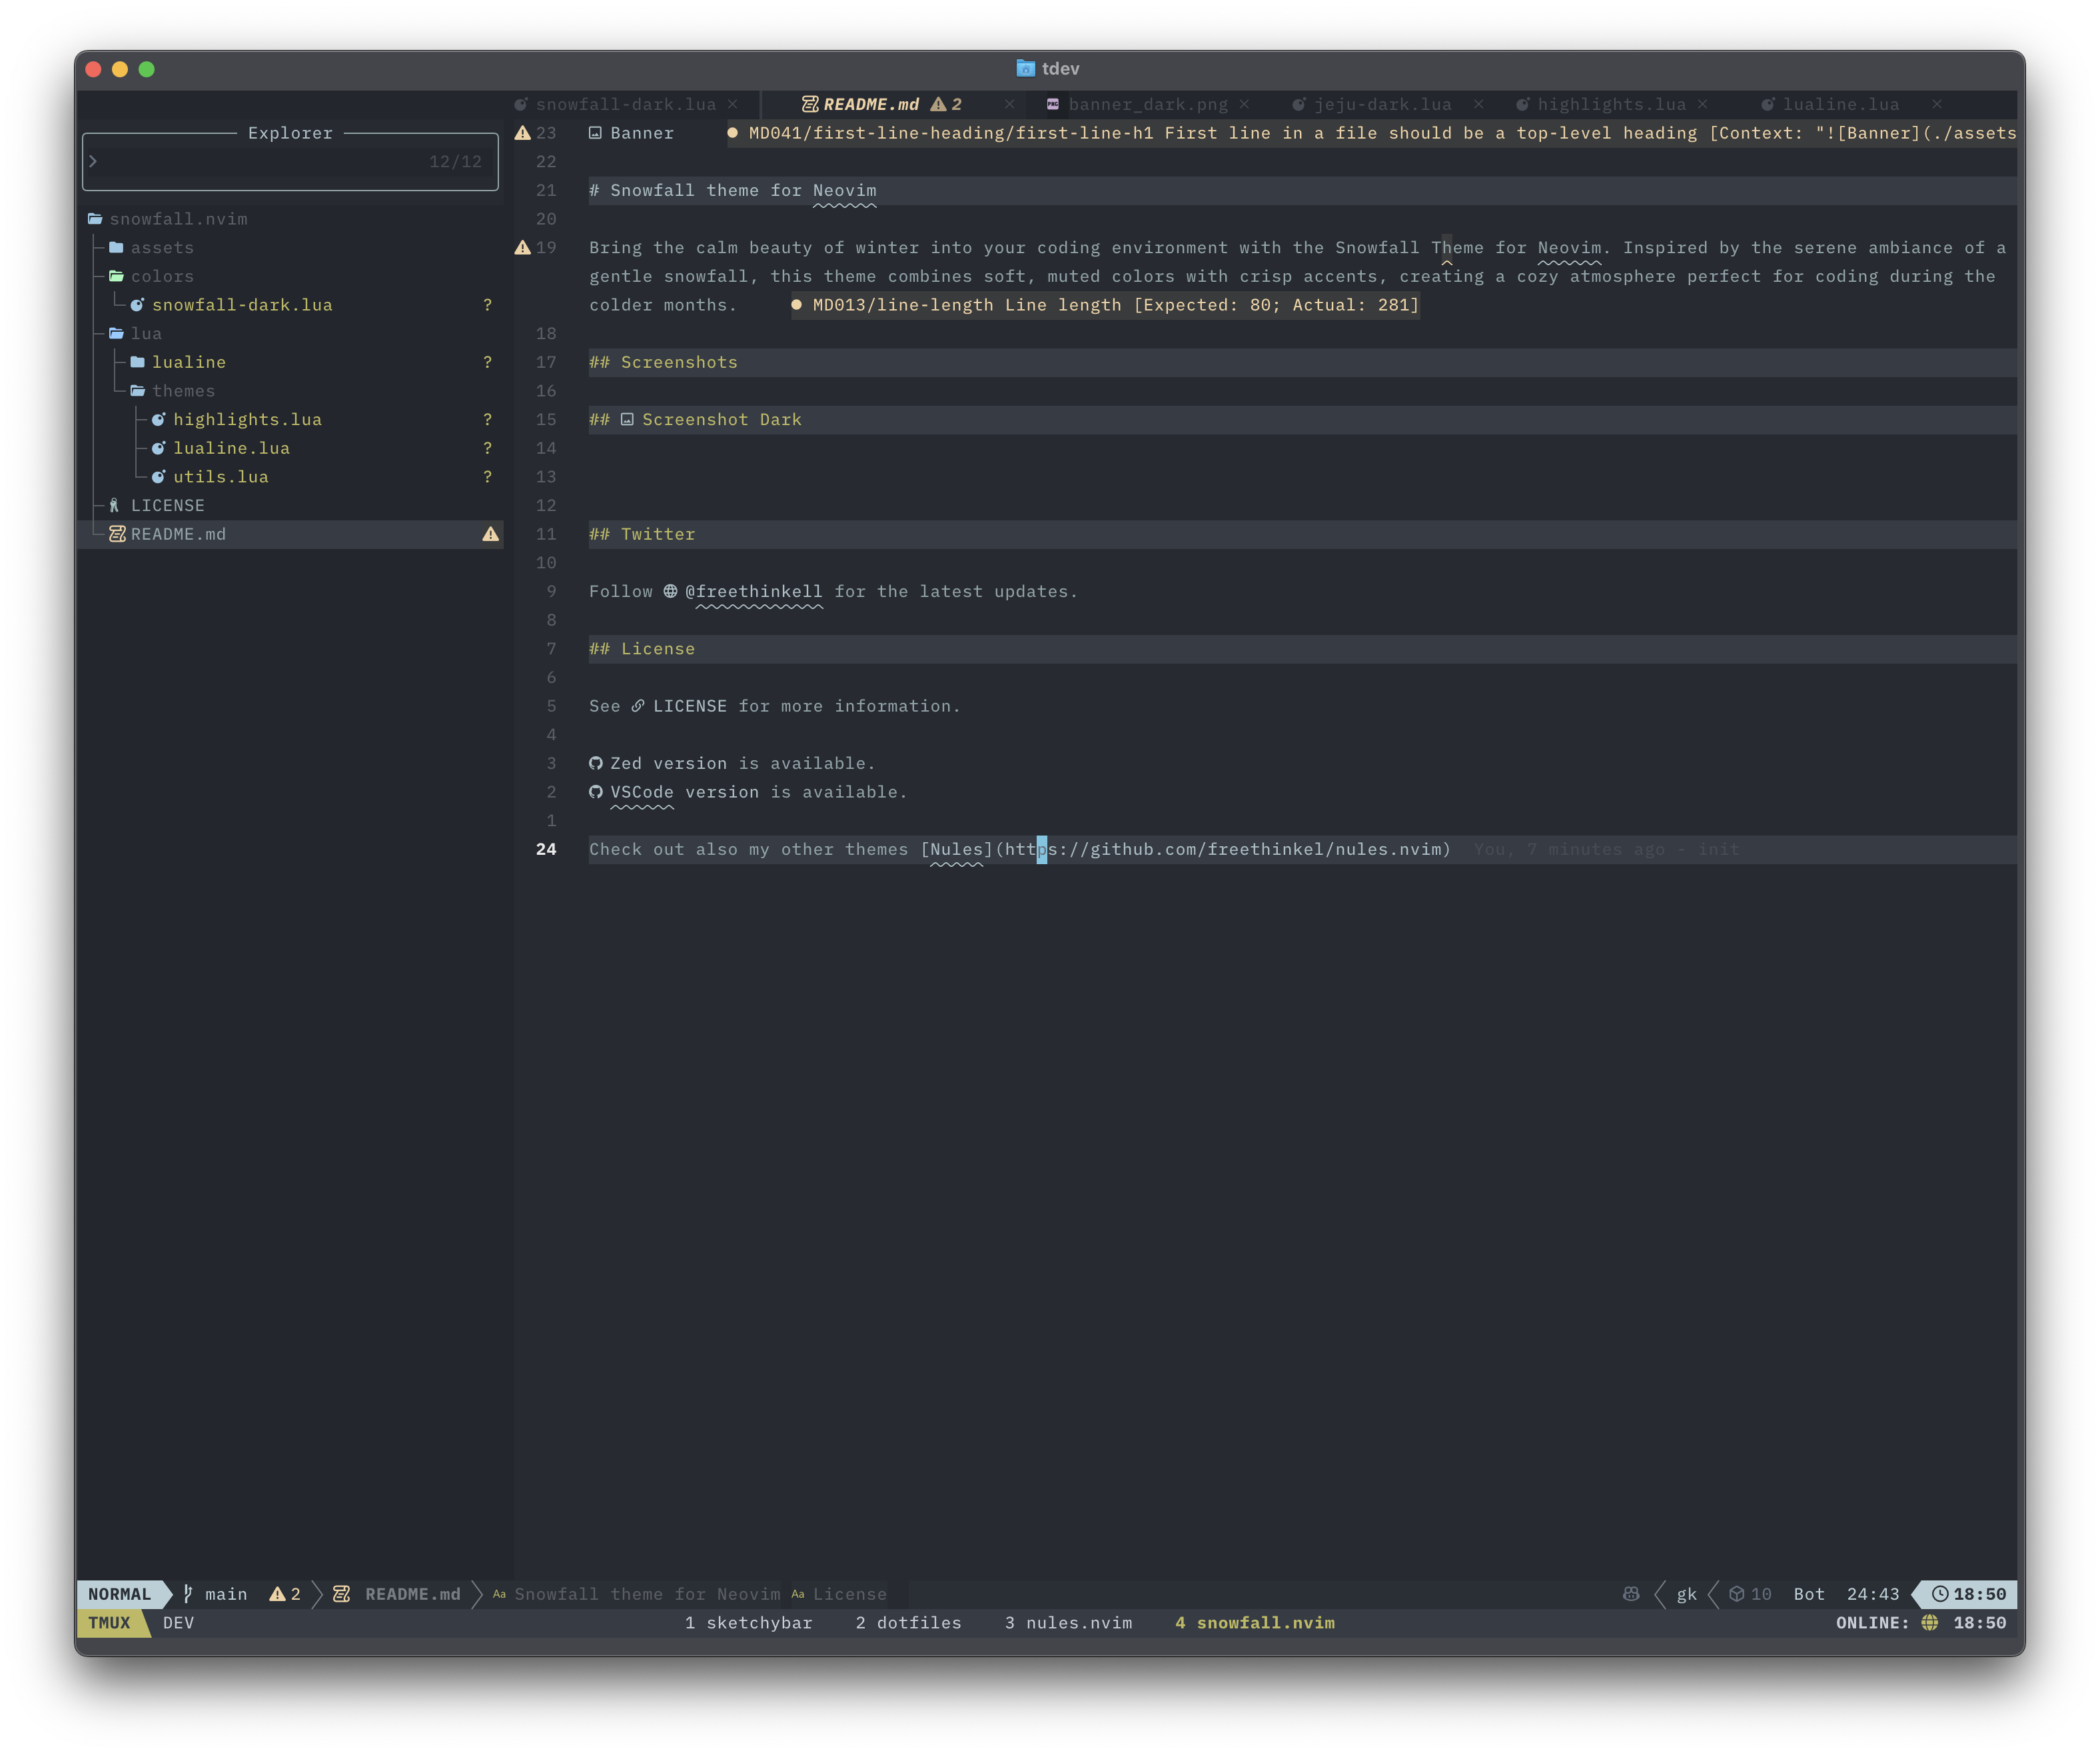 tdev
snowfall-dark.lua × README.md 2 × banner_dark.png × jeju-dark.lua × highlights.lua × lualine.lua ×
Explorer
> 12/12
snowfall.nvim
assets
colors
snowfall-dark.lua ?
lua
lualine ?
themes
highlights.lua ?
lualine.lua ?
utils.lua ?
LICENSE
README.md
23 Banner ● MD041/first-line-heading/first-line-h1 First line in a file should be a top-level heading [Context: "![Banner](./assets
22
21 # Snowfall theme for Neovim
20
19 Bring the calm beauty of winter into your coding environment with the Snowfall Theme for Neovim. Inspired by the serene ambiance of a
gentle snowfall, this theme combines soft, muted colors with crisp accents, creating a cozy atmosphere perfect for coding during the
colder months. ● MD013/line-length Line length [Expected: 80; Actual: 281]
18
17 ## Screenshots
16
15 ## Screenshot Dark
14
13
12
11 ## Twitter
10
9 Follow @freethinkell for the latest updates.
8
7 ## License
6
5 See LICENSE for more information.
4
3 Zed version is available.
2 VSCode version is available.
1
24 Check out also my other themes [Nules](https://github.com/freethinkel/nules.nvim) You, 7 minutes ago - init
NORMAL main 2 README.md Aa Snowfall theme for Neovim Aa License gk 10 Bot 24:43 18:50
TMUX DEV 1 sketchybar 2 dotfiles 3 nules.nvim 4 snowfall.nvim ONLINE: 18:50